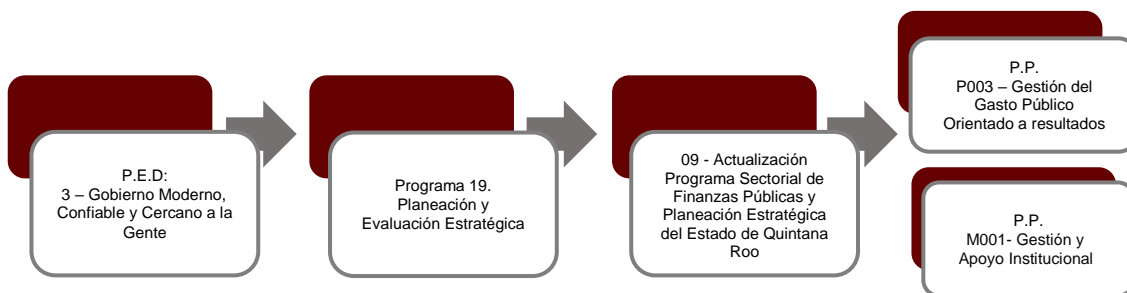 P.E.D:
3 – Gobierno Moderno,
Confiable y Cercano a la
Gente
Programa 19.
Planeación y
Evaluación Estratégica
09 - Actualización
Programa Sectorial de
Finanzas Públicas y
Planeación Estratégica
del Estado de Quintana
Roo
P.P.
P003 – Gestión del
Gasto Público
Orientado a resultados
P.P.
M001- Gestión y
Apoyo Institucional